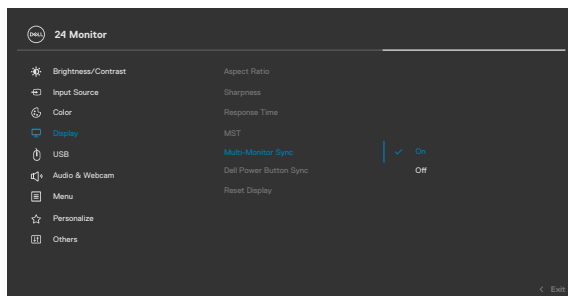 DELL 24 Monitor
Brightness/Contrast Aspect Ratio
Input Source Sharpness
Color Response Time
Display MST
USB Multi-Monitor Sync On
Audio & Webcam Dell Power Button Sync Off
Menu Reset Display
Personalize
Others
Exit